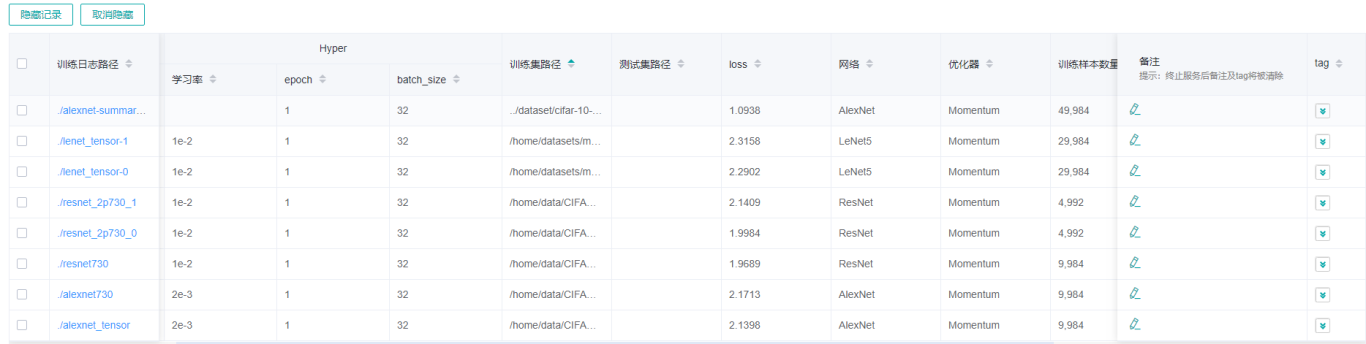 隐藏记录 取消隐藏
Hyper
训练日志路径 学习率 epoch batch_size 训练集路径 测试集路径 loss 网络 优化器 训练样本数量 备注 tag
提示：终止服务后备注及tag将被清除
./alexnet-summar... 1 32 ../dataset/cifar-10-... 1.0938 AlexNet Momentum 49,984
./lenet_tensor-1 1e-2 1 32 /home/datasets/m... 2.3158 LeNet5 Momentum 29,984
./lenet_tensor-0 1e-2 1 32 /home/datasets/m... 2.2902 LeNet5 Momentum 29,984
./resnet_2p730_1 1e-2 1 32 /home/data/CIFA... 2.1409 ResNet Momentum 4,992
./resnet_2p730_0 1e-2 1 32 /home/data/CIFA... 1.9984 ResNet Momentum 4,992
./resnet730 1e-2 1 32 /home/data/CIFA... 1.9689 ResNet Momentum 9,984
./alexnet730 2e-3 1 32 /home/data/CIFA... 2.1713 AlexNet Momentum 9,984
./alexnet_tensor 2e-3 1 32 /home/data/CIFA... 2.1398 AlexNet Momentum 9,984